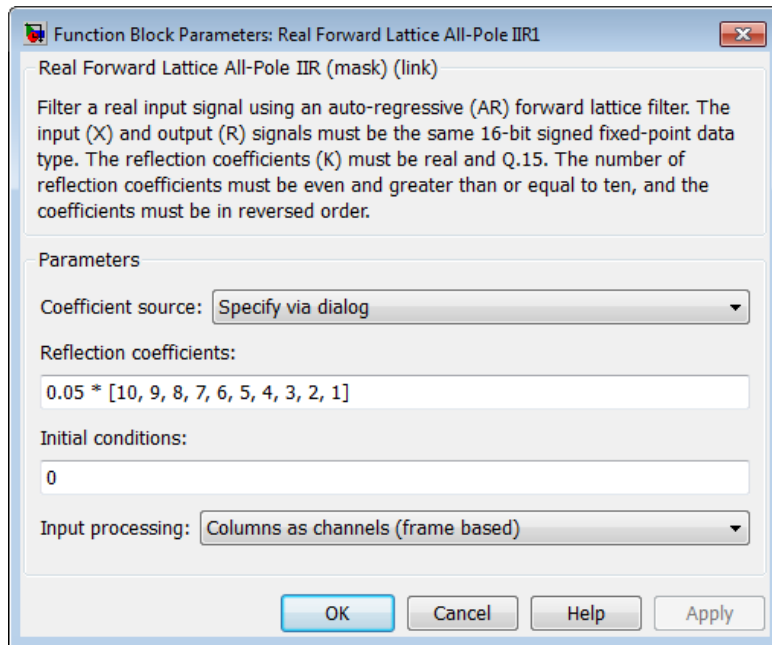 Function Block Parameters: Real Forward Lattice All-Pole IIR1
Real Forward Lattice All-Pole IIR (mask) (link)
Filter a real input signal using an auto-regressive (AR) forward lattice filter. The
input (X) and output (R) signals must be the same 16-bit signed fixed-point data
type. The reflection coefficients (K) must be real and Q.15. The number of
reflection coefficients must be even and greater than or equal to ten, and the
coefficients must be in reversed order.
Parameters
Coefficient source: Specify via dialog
Reflection coefficients:
0.05 * [10, 9, 8, 7, 6, 5, 4, 3, 2, 1]
Initial conditions:
0
Input processing: Columns as channels (frame based)
OK Cancel Help Apply